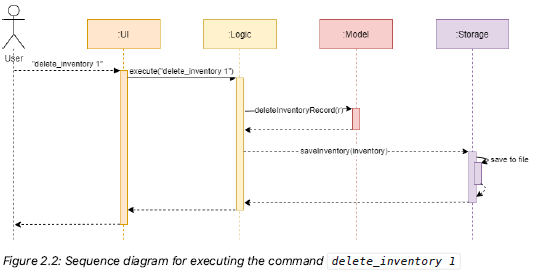 :UI
:Logic
:Model
:Storage
User
"delete_inventory 1"
execute("delete_inventory 1")
deleteInventoryRecord(r)
saveInventory(inventory)
save to file
Figure 2.2: Sequence diagram for executing the command delete_inventory 1